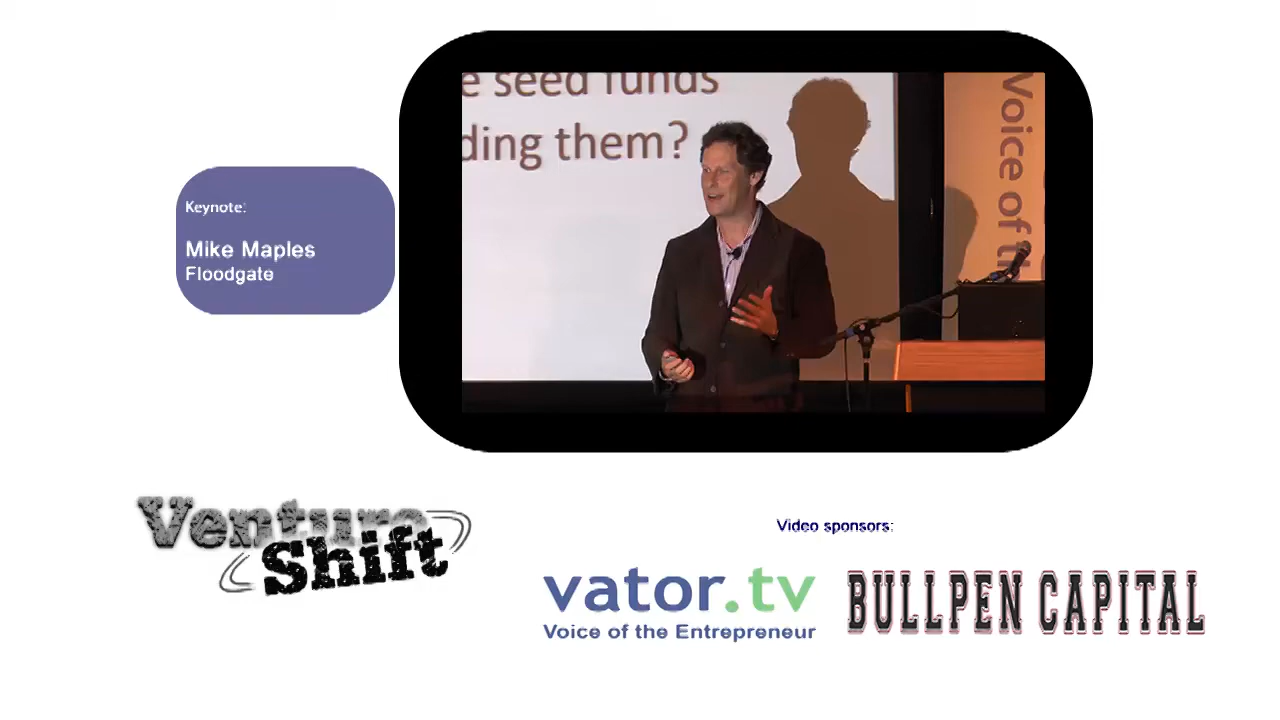 Keynote:
Mike Maples
Floodgate
e seed funds
ding them?
Voice of th
Venture
Shift
Video sponsors:
vator.tv
Voice of the Entrepreneur
BULLPEN CAPITAL